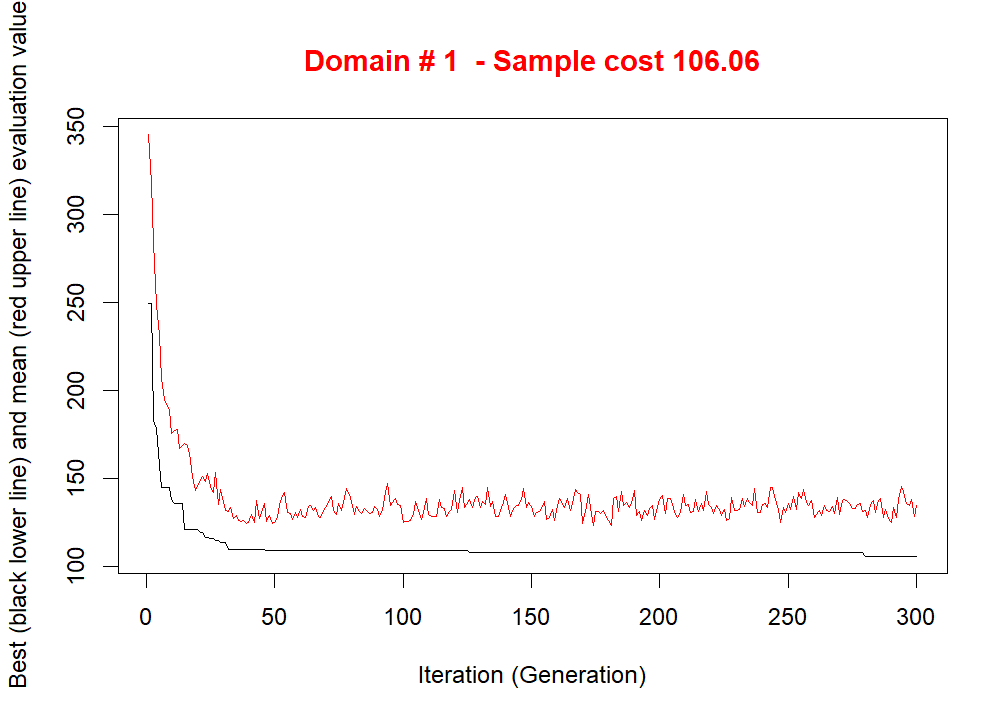 Domain # 1  - Sample cost 106.06
Best (black lower line) and mean (red upper line) evaluation value
350
300
250
200
150
100
0 50 100 150 200 250 300
Iteration (Generation)